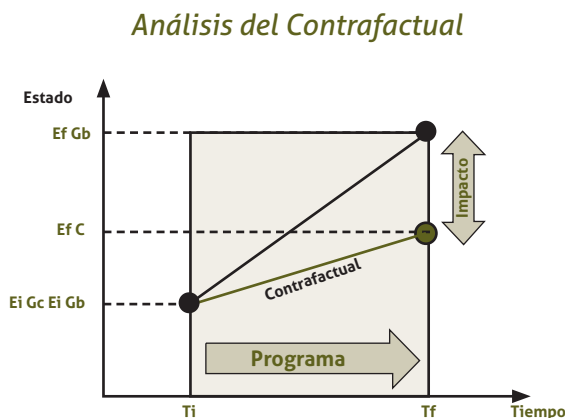 Análisis del Contrafactual
Estado
Ef Gb
Impacto
Ef C
Contrafactual
Ei Gc Ei Gb
Programa
Ti
Tf
Tiempo